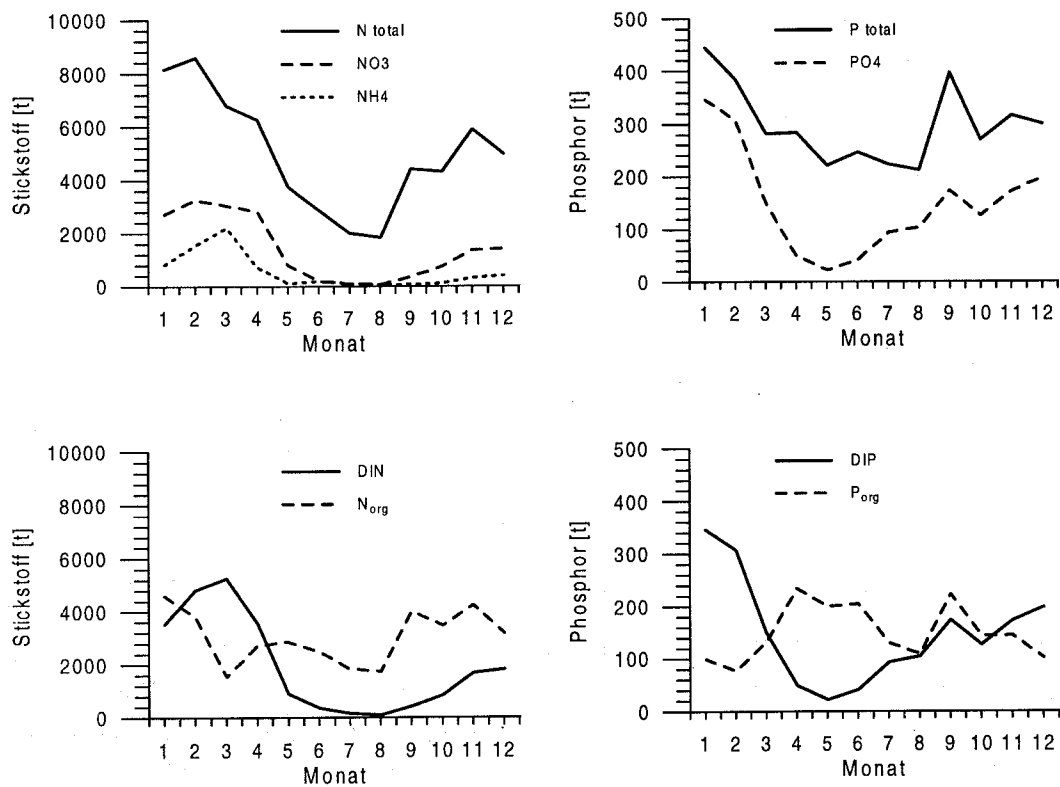 N total
NO3
NH4
10000
8000
6000
4000
2000
0
Stickstoff [t]
1 2 3 4 5 6 7 8 9 10 11 12
Monat
P total
PO4
500
400
300
200
100
0
Phosphor [t]
1 2 3 4 5 6 7 8 9 10 11 12
Monat
DIN
Norg
10000
8000
6000
4000
2000
0
Stickstoff [t]
1 2 3 4 5 6 7 8 9 10 11 12
Monat
DIP
Porg
500
400
300
200
100
0
Phosphor [t]
1 2 3 4 5 6 7 8 9 10 11 12
Monat